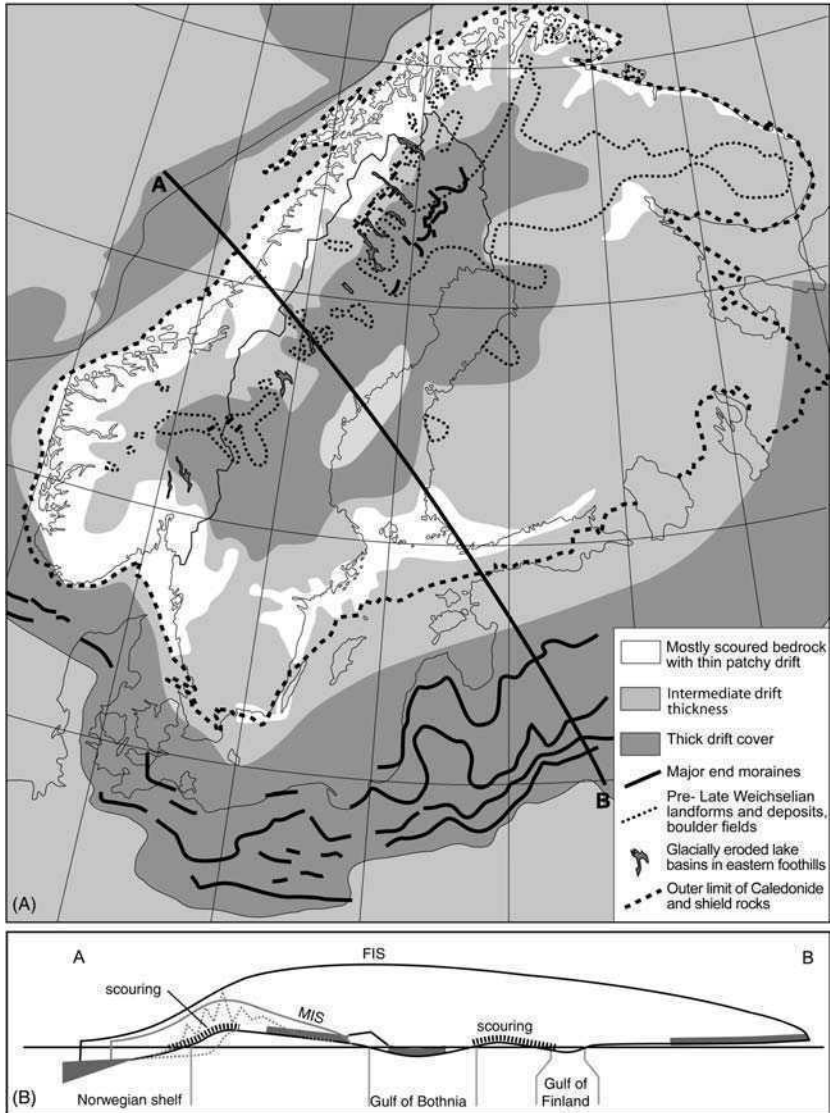 A
B
Mostly scoured bedrock
with thin patchy drift
Intermediate drift
thickness
Thick drift cover
Major end moraines
Pre- Late Weichselian
landforms and deposits,
boulder fields
Glacially eroded lake
basins in eastern foothills
Outer limit of Caledonide
and shield rocks
(A)
A
FIS
B
scouring
MIS
scouring
Norwegian shelf
Gulf of Bothnia
Gulf of
Finland
(B)